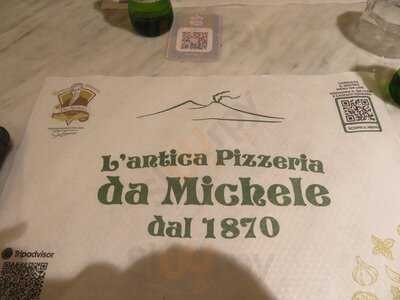 L'antica Pizzeria
da Michele
dal 1870
Tripadvisor